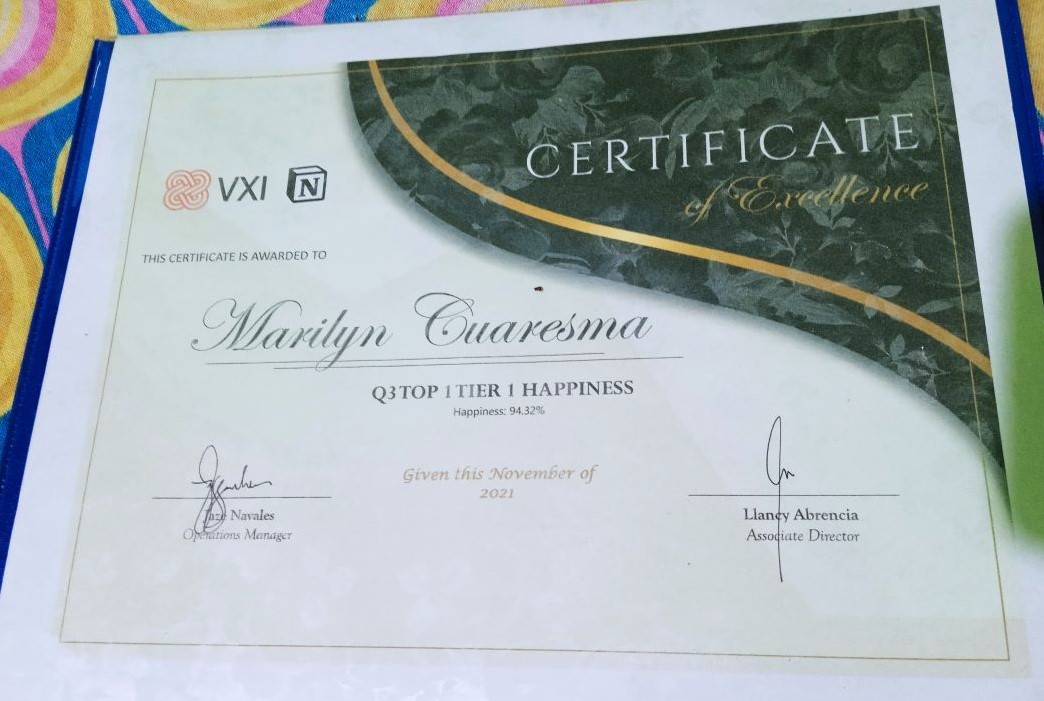 CERTIFICATE
of Excellence
VXI N
THIS CERTIFICATE IS AWARDED TO
Marilyn Cuaresma
Q3 TOP 1 TIER 1 HAPPINESS
Happiness: 94.32%
Given this November of
2021
Navales
Operations Manager
Llancy Abrencia
Associate Director